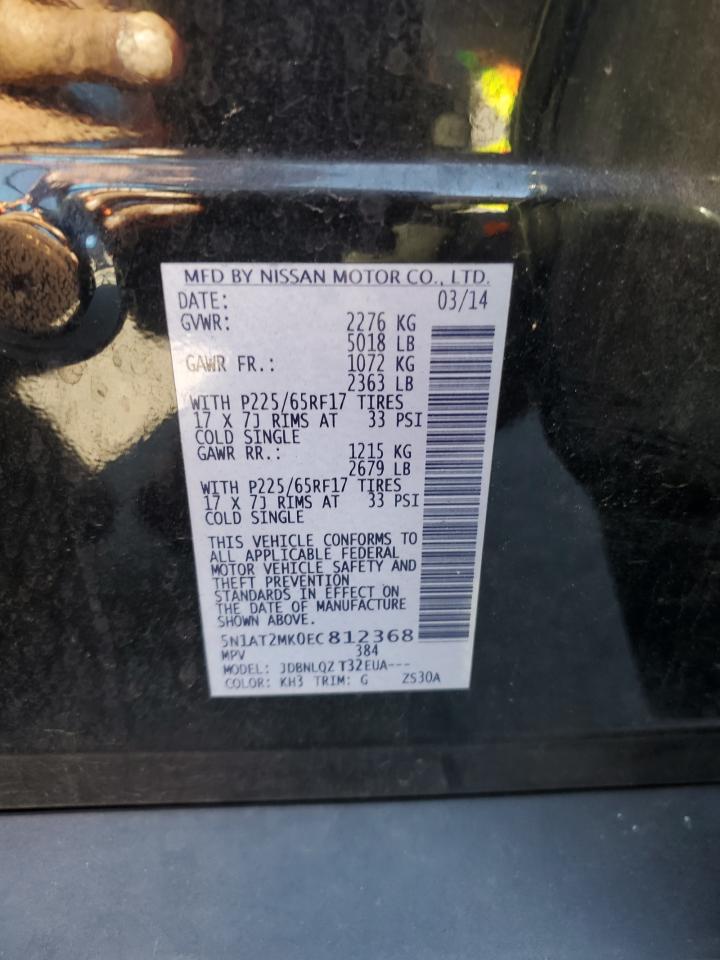 MFD BY NISSAN MOTOR CO., LTD.
DATE: 03/14
GVWR: 2276 KG
5018 LB
GAWR FR.: 1072 KG
2363 LB
WITH P225/65RF17 TIRES
17 X 7J RIMS AT 33 PSI
COLD SINGLE
GAWR RR.: 1215 KG
2679 LB
WITH P225/65RF17 TIRES
17 X 7J RIMS AT 33 PSI
COLD SINGLE
THIS VEHICLE CONFORMS TO
ALL APPLICABLE FEDERAL
MOTOR VEHICLE SAFETY AND
THEFT PREVENTION
STANDARDS IN EFFECT ON
THE DATE OF MANUFACTURE
SHOWN ABOVE.
5N1AT2MK0EC812368
MPV 384
MODEL: JDBNLQZ T32EUA---
COLOR: KH3 TRIM: G ZS30A